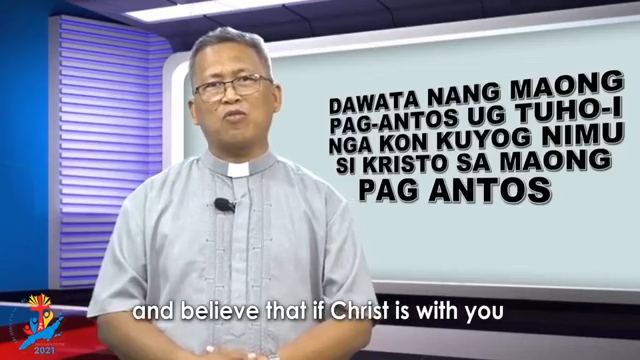 DAWATA NANG MAONG
PAG-ANTOS UG TUHO-I
NGA KON KUYOG NIMU
SI KRISTO SA MAONG
PAG ANTOS
and believe that if Christ is with you
2021